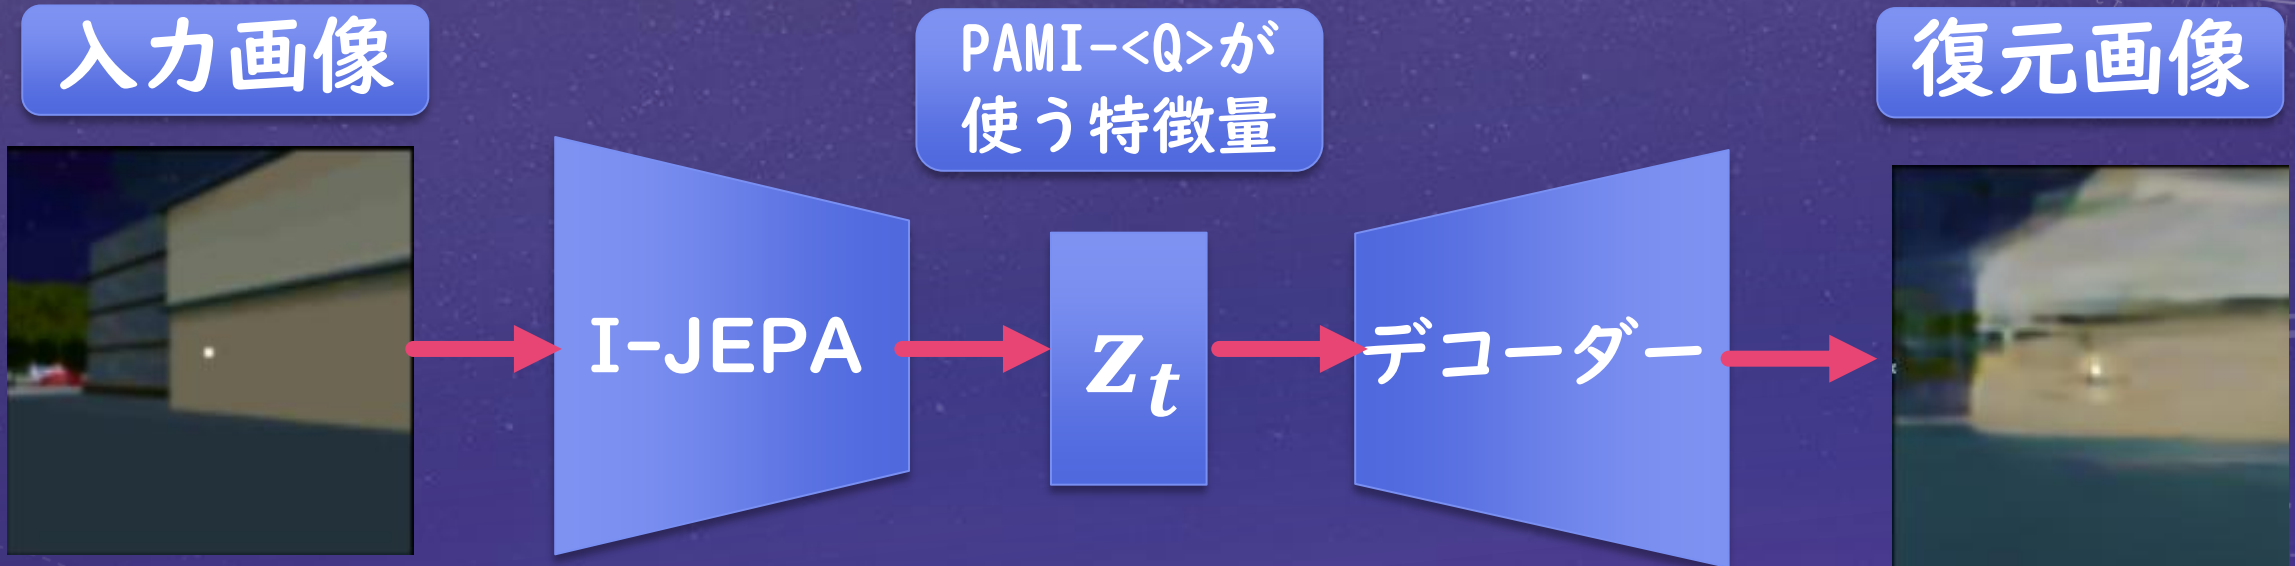 入力画像
PAMI-<Q>が
使う特徴量
復元画像
I-JEPA
z_t
デコーダー